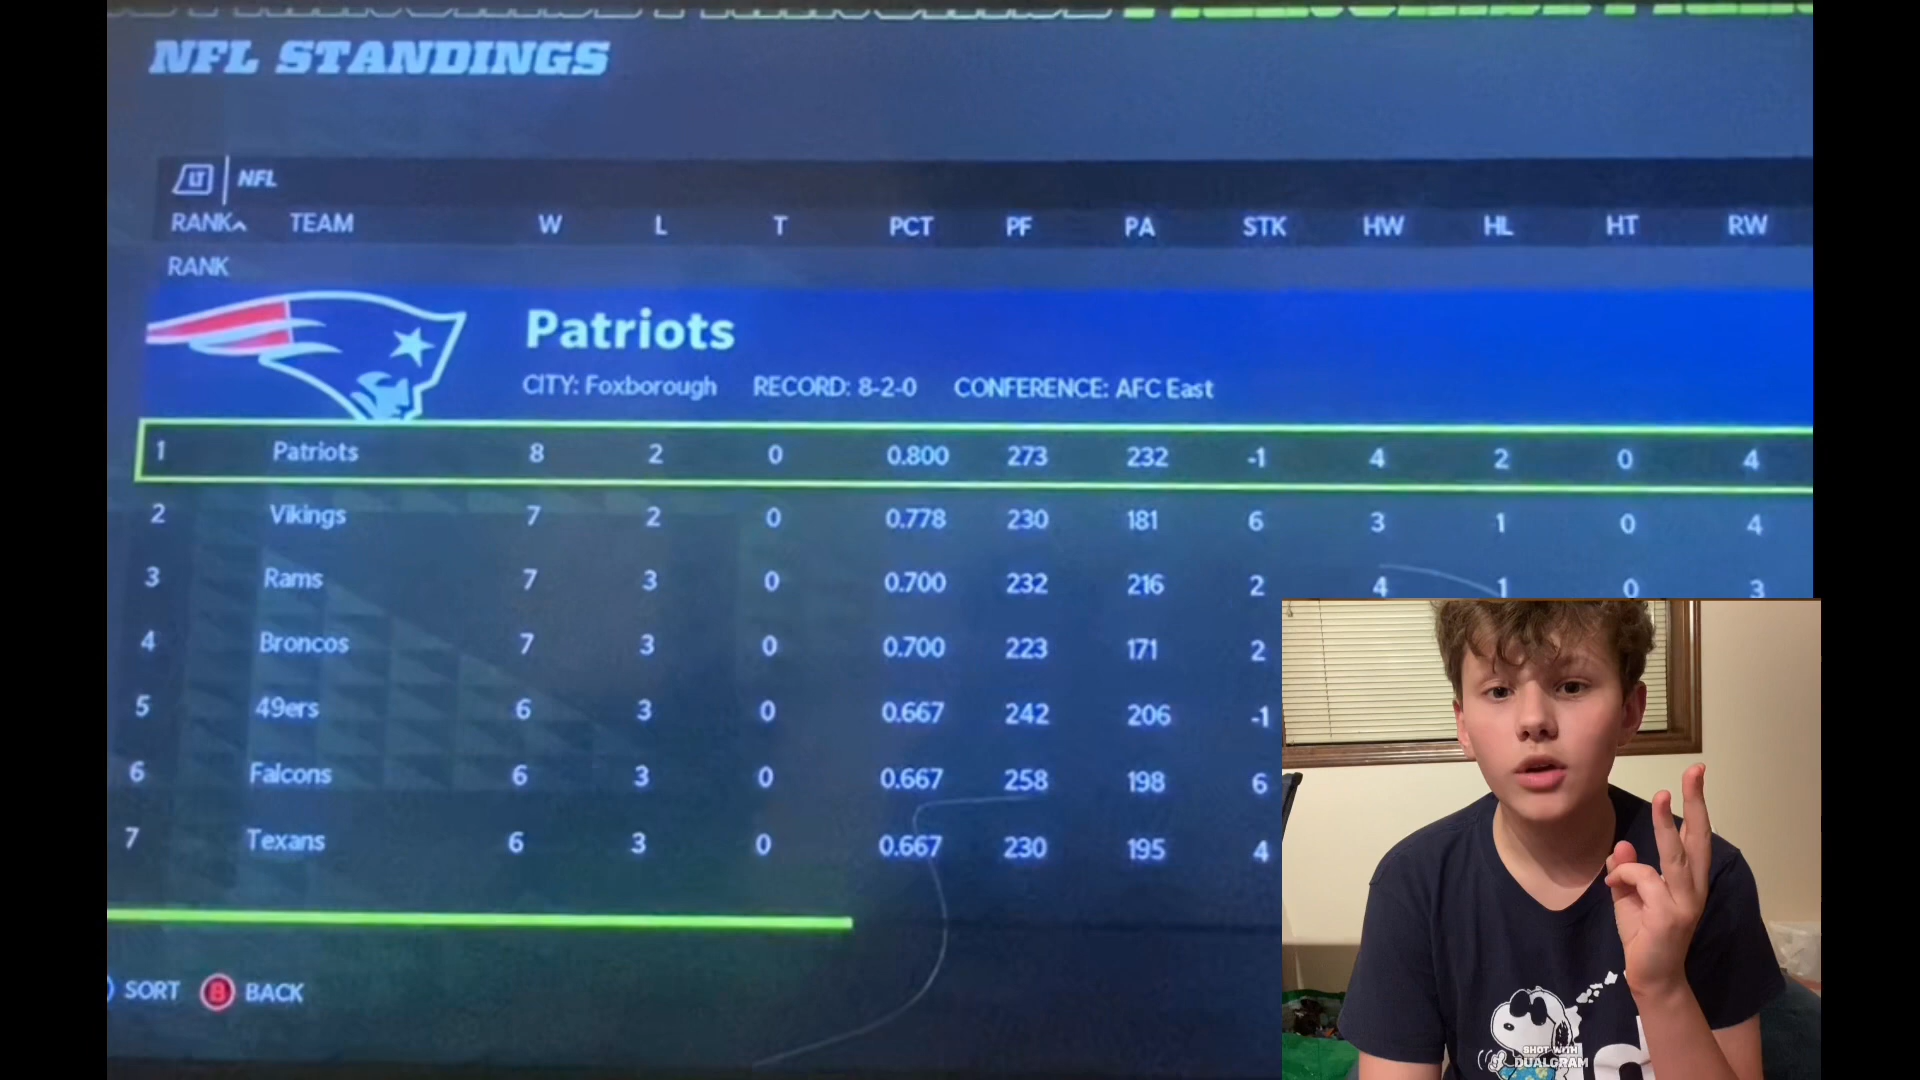 NFL STANDINGS
LT NFL
RANK TEAM W L T PCT PF PA STK HW HL HT RW
RANK
Patriots
CITY: Foxborough RECORD: 8-2-0 CONFERENCE: AFC East
1 Patriots 8 2 0 0.800 273 232 -1 4 2 0 4
2 Vikings 7 2 0 0.778 230 181 6 3 1 0 4
3 Rams 7 3 0 0.700 232 216 2 4 1 0 3
4 Broncos 7 3 0 0.700 223 171 2
5 49ers 6 3 0 0.667 242 206 -1
6 Falcons 6 3 0 0.667 258 198 6
7 Texans 6 3 0 0.667 230 195 4
SORT B BACK
SHOT WITH
DUALGRAM